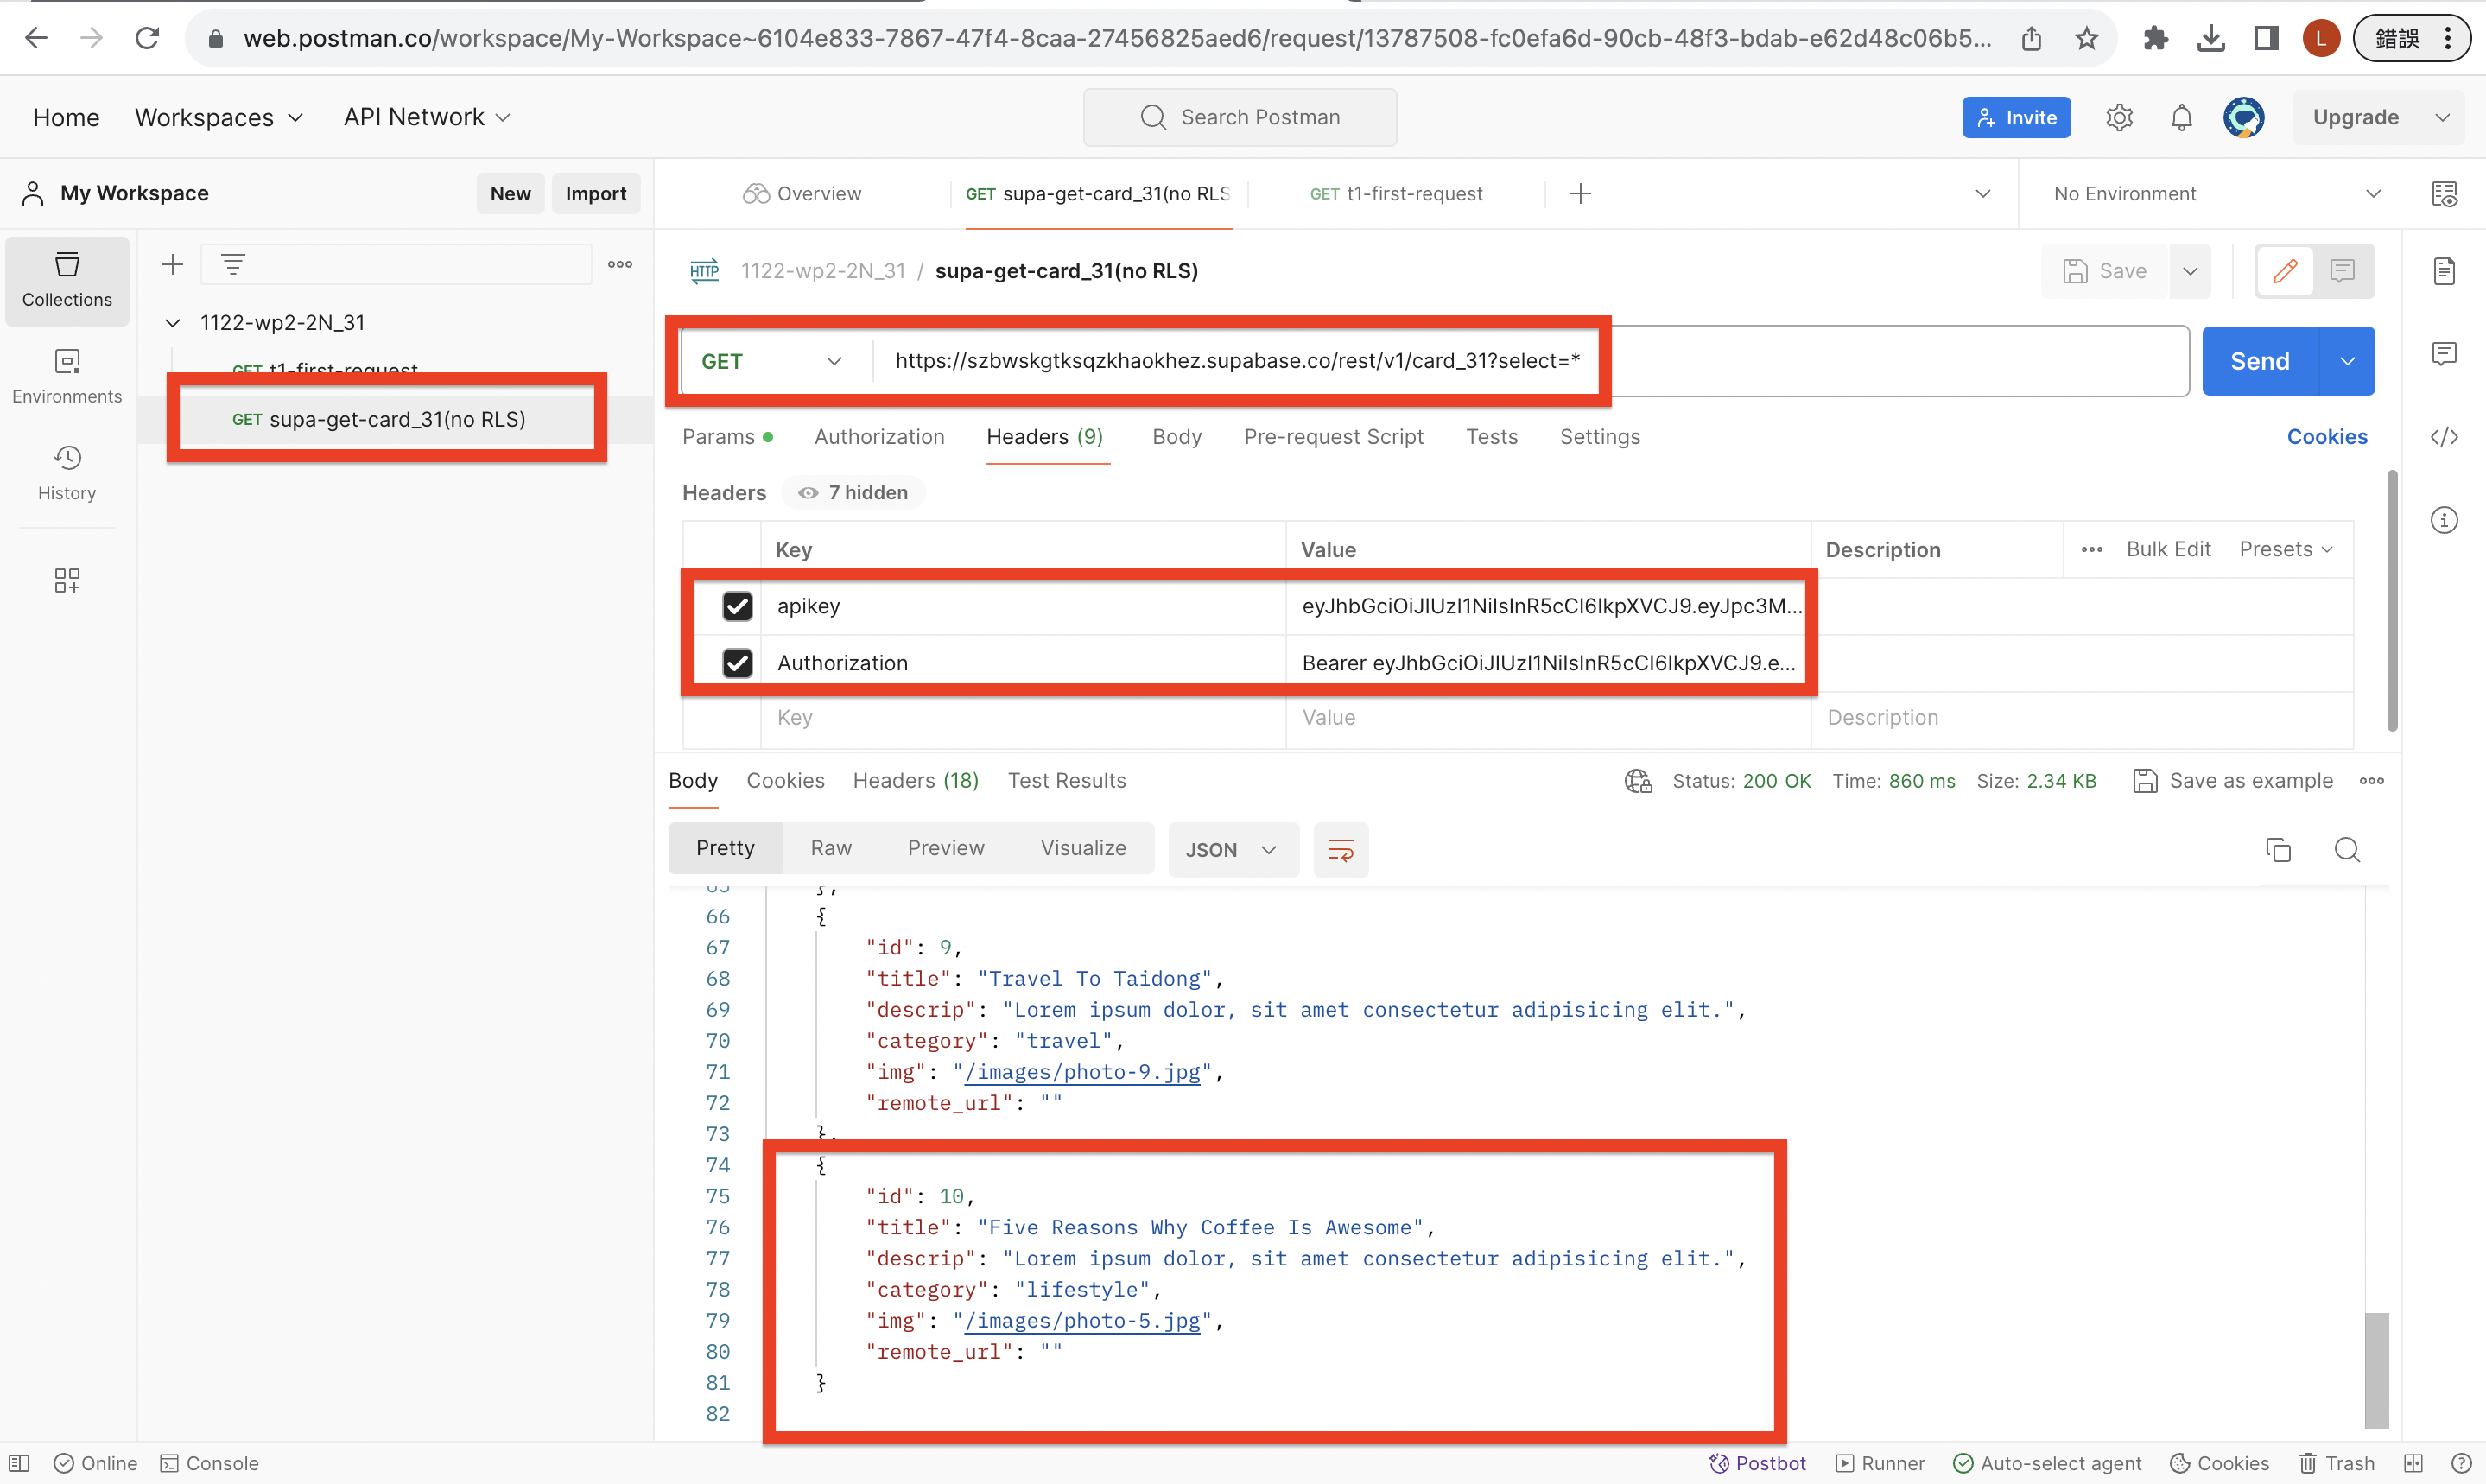 web.postman.co/workspace/My-Workspace~6104e833-7867-47f4-8caa-27456825aed6/request/13787508-fc0efa6d-90cb-48f3-bdab-e62d48c06b5...
L
錯誤
Home
Workspaces
API Network
Search Postman
Invite
Upgrade
My Workspace
New
Import
Overview
GET supa-get-card_31(no RLS
GET t1-first-request
No Environment
Collections
Environments
History
1122-wp2-2N_31
GET t1-first-request
GET supa-get-card_31(no RLS)
HTTP
1122-wp2-2N_31 / supa-get-card_31(no RLS)
Save
GET
https://szbwskgtksqzkhaokhez.supabase.co/rest/v1/card_31?select=*
Send
Params
Authorization
Headers (9)
Body
Pre-request Script
Tests
Settings
Cookies
Headers
7 hidden
Key
Value
Description
Bulk Edit
Presets
apikey
eyJhbGciOiJIUzI1NiIsInR5cCI6IkpXVCJ9.eyJpc3M...
Authorization
Bearer eyJhbGciOiJIUzI1NiIsInR5cCI6IkpXVCJ9.e...
Key
Value
Description
Body
Cookies
Headers (18)
Test Results
Status: 200 OK
Time: 860 ms
Size: 2.34 KB
Save as example
Pretty
Raw
Preview
Visualize
JSON
65 },
66 {
67 "id": 9,
68 "title": "Travel To Taidong",
69 "descrip": "Lorem ipsum dolor, sit amet consectetur adipisicing elit.",
70 "category": "travel",
71 "img": "/images/photo-9.jpg",
72 "remote_url": ""
73 },
74 {
75 "id": 10,
76 "title": "Five Reasons Why Coffee Is Awesome",
77 "descrip": "Lorem ipsum dolor, sit amet consectetur adipisicing elit.",
78 "category": "lifestyle",
79 "img": "/images/photo-5.jpg",
80 "remote_url": ""
81 }
82
Online
Console
Postbot
Runner
Auto-select agent
Cookies
Trash